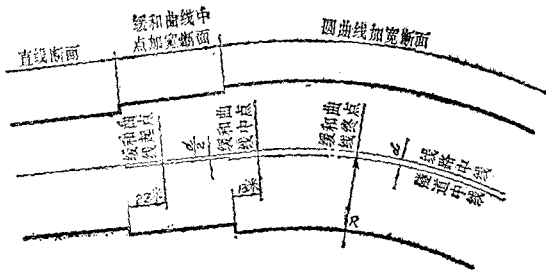 直线断面
缓和曲线中
点加宽断面
圆曲线加宽断面
缓和曲
线起点
d/2
缓和曲
线中点
缓和曲
线终点
d
线路中线
隧道中线
22米
R